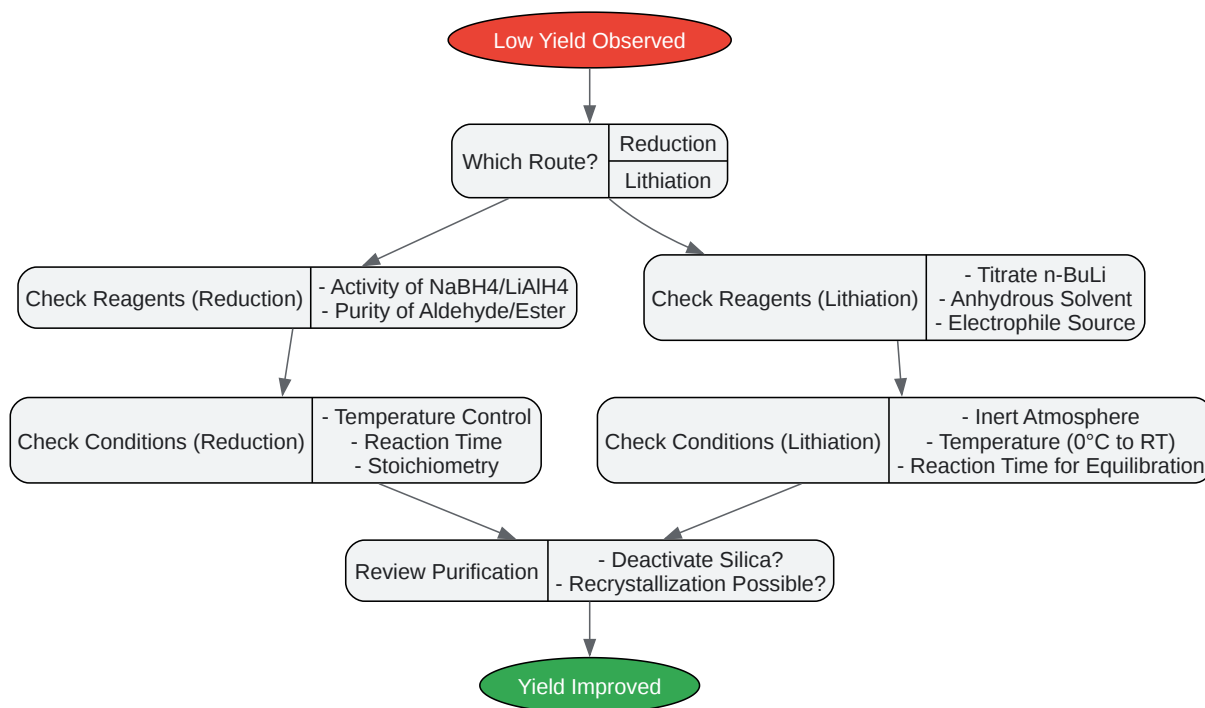 Low Yield Observed
Which Route?
Reduction
Lithiation
Check Reagents (Reduction)
- Activity of NaBH4/LiAlH4
- Purity of Aldehyde/Ester
Check Reagents (Lithiation)
- Titrate n-BuLi
- Anhydrous Solvent
- Electrophile Source
Check Conditions (Reduction)
- Temperature Control
- Reaction Time
- Stoichiometry
Check Conditions (Lithiation)
- Inert Atmosphere
- Temperature (0°C to RT)
- Reaction Time for Equilibration
Review Purification
- Deactivate Silica?
- Recrystallization Possible?
Yield Improved